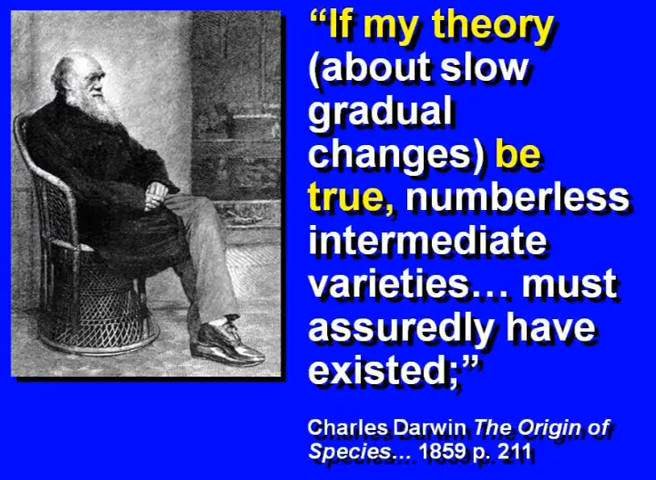 “If my theory
(about slow
gradual
changes) be
true, numberless
intermediate
varieties… must
assuredly have
existed;”
Charles Darwin The Origin of
Species… 1859 p. 211